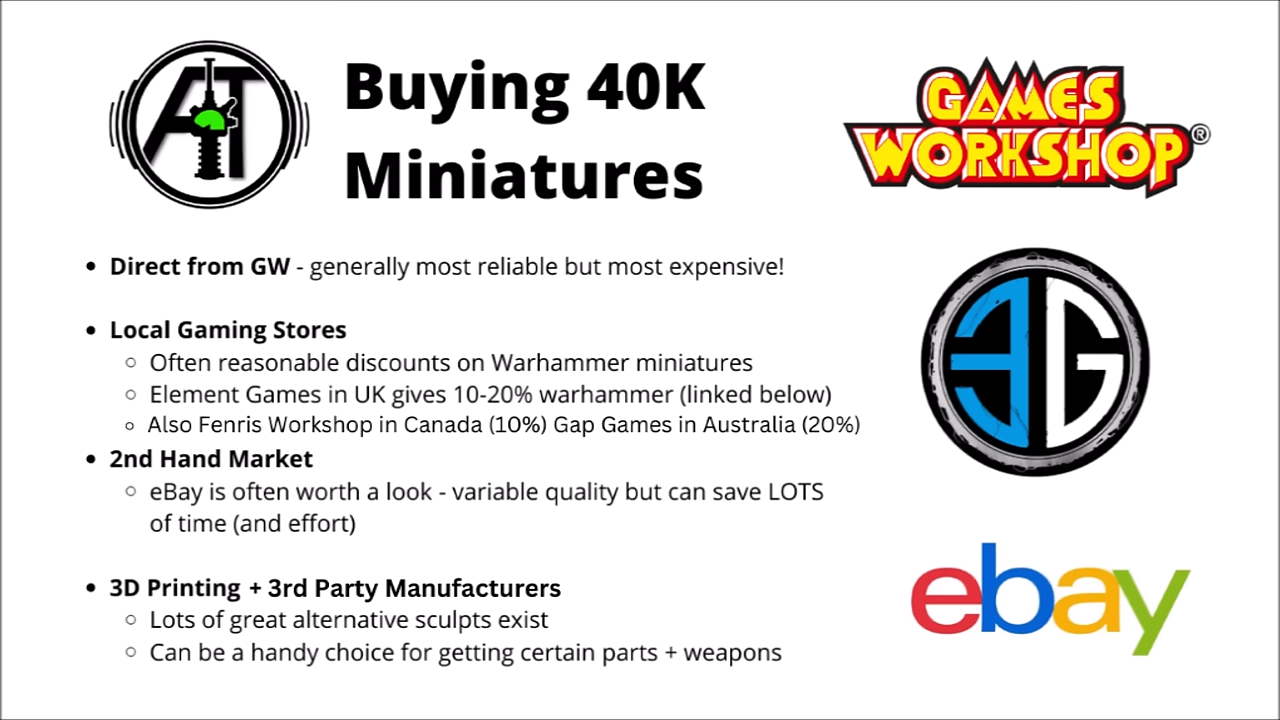 AT
Buying 40K
Miniatures
GAMES
WORKSHOP®
• Direct from GW - generally most reliable but most expensive!
• Local Gaming Stores
○ Often reasonable discounts on Warhammer miniatures
○ Element Games in UK gives 10-20% warhammer (linked below)
○ Also Fenris Workshop in Canada (10%) Gap Games in Australia (20%)
• 2nd Hand Market
○ eBay is often worth a look - variable quality but can save LOTS
of time (and effort)
• 3D Printing + 3rd Party Manufacturers
○ Lots of great alternative sculpts exist
○ Can be a handy choice for getting certain parts + weapons
EG
ebay